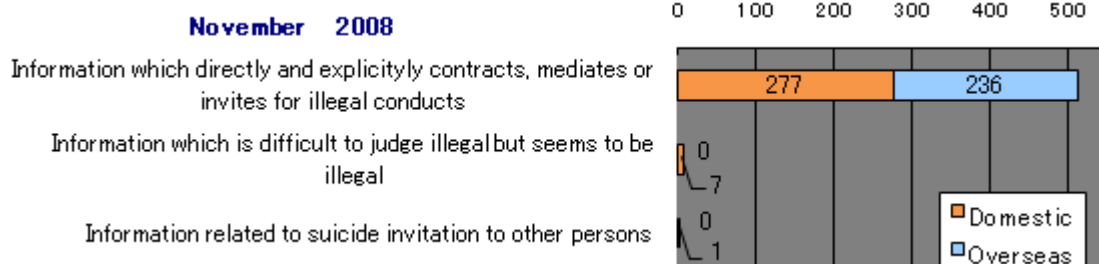 0 100 200 300 400 500
November 2008
Information which directly and explicityly contracts, mediates or
invites for illegal conducts
277 236
Information which is difficult to judge illegal but seems to be
illegal
0
7
Information related to suicide invitation to other persons
0
1
Domestic
Overseas